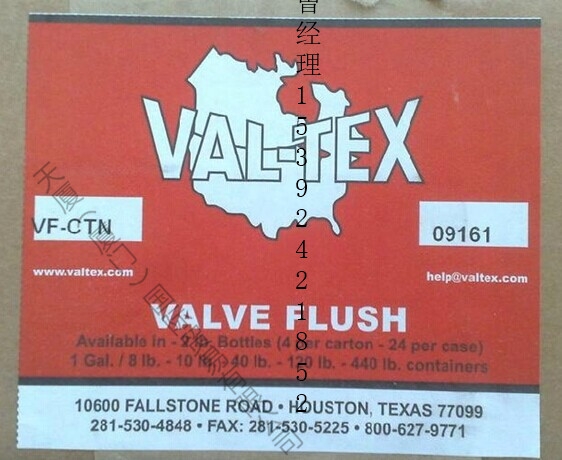 曾经理15392421852
VAL-TEX
VF-CTN
09161
www.valtex.com
help@valtex.com
VALVE FLUSH
Available in - 2 lb. Bottles (4 per carton - 24 per case)
1 Gal. / 8 lb. - 10 lb. - 40 lb. - 120 lb. - 440 lb. containers
10600 FALLSTONE ROAD • HOUSTON, TEXAS 77099
281-530-4848 • FAX: 281-530-5225 • 800-627-9771